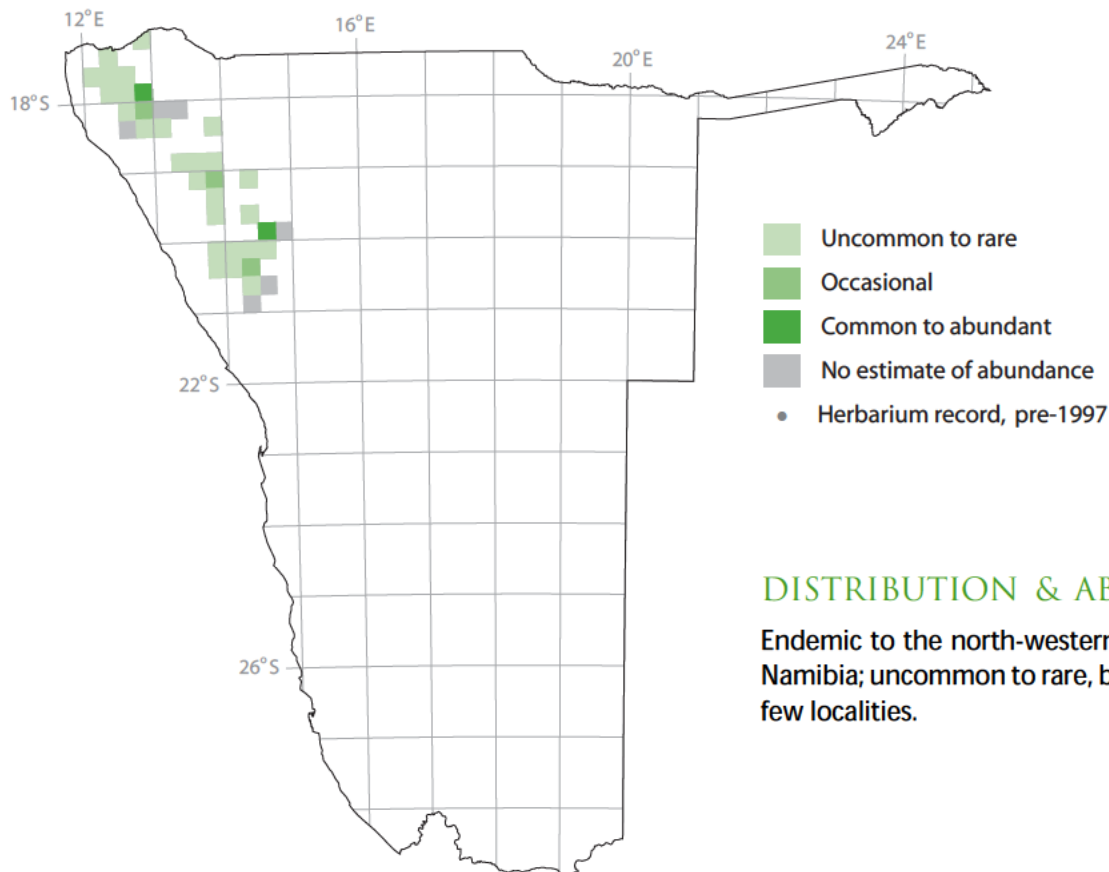 12°E
16°E
20°E
24°E
18°S
22°S
26°S
Uncommon to rare
Occasional
Common to abundant
No estimate of abundance
Herbarium record, pre-1997
DISTRIBUTION & AB
Endemic to the north-western
Namibia; uncommon to rare, b
few localities.